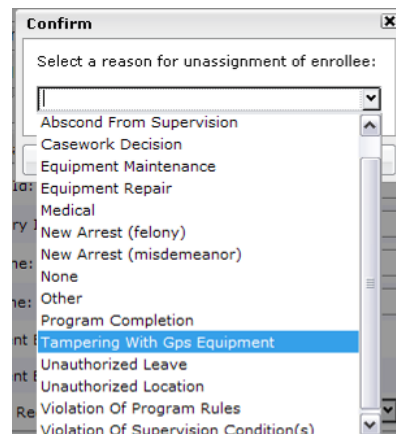 Confirm
Select a reason for unassignment of enrollee:
Abscond From Supervision
Casework Decision
Equipment Maintenance
Equipment Repair
Medical
New Arrest (felony)
New Arrest (misdemeanor)
None
Other
Program Completion
Tampering With Gps Equipment
Unauthorized Leave
Unauthorized Location
Re Violation Of Program Rules
Violation Of Supervision Condition(s)